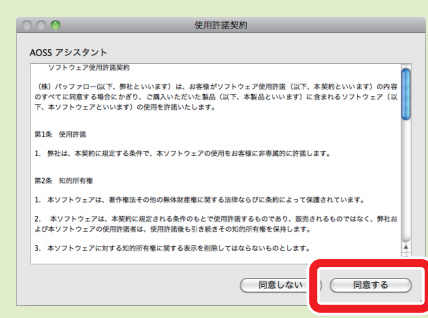 使用許諾契約
AOSS アシスタント
ソフトウェア使用許諾契約
(株) バッファロー(以下、弊社といいます) は、お客様がソフトウェア使用許諾 (以下、本契約といいます) の内容
のすべてに同意する場合にかぎり、ご購入いただいた製品 (以下、本製品といいます) に含まれるソフトウェア (以
下、本ソフトウェアといいます) の使用を許諾いたします。
第1条 使用許諾
1. 弊社は、本契約に規定する条件で、本ソフトウェアの使用をお客様に非専属的に許諾します。
第2条 知的所有権
1. 本ソフトウェアは、著作権法その他の無体財産権に関する法律ならびに条約によって保護されています。
2. 本ソフトウェアは、本契約に規定される条件のもとで使用許諾するものであり、販売されるものではなく、弊社お
よび本ソフトウェアの使用許諾者は、使用許諾後も引き続きその知的所有権を保持します。
3. 本ソフトウェアに対する知的所有権に関する表示を削除してはならないものとします。
同意しない
同意する